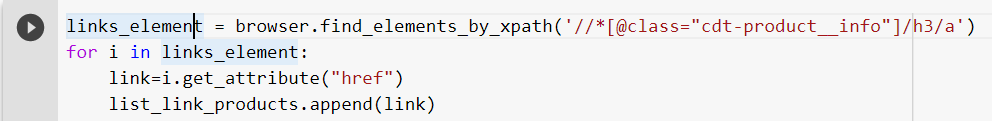 links_element = browser.find_elements_by_xpath('//*[@class="cdt-product__info"]/h3/a')
for i in links_element:
    link=i.get_attribute("href")
    list_link_products.append(link)